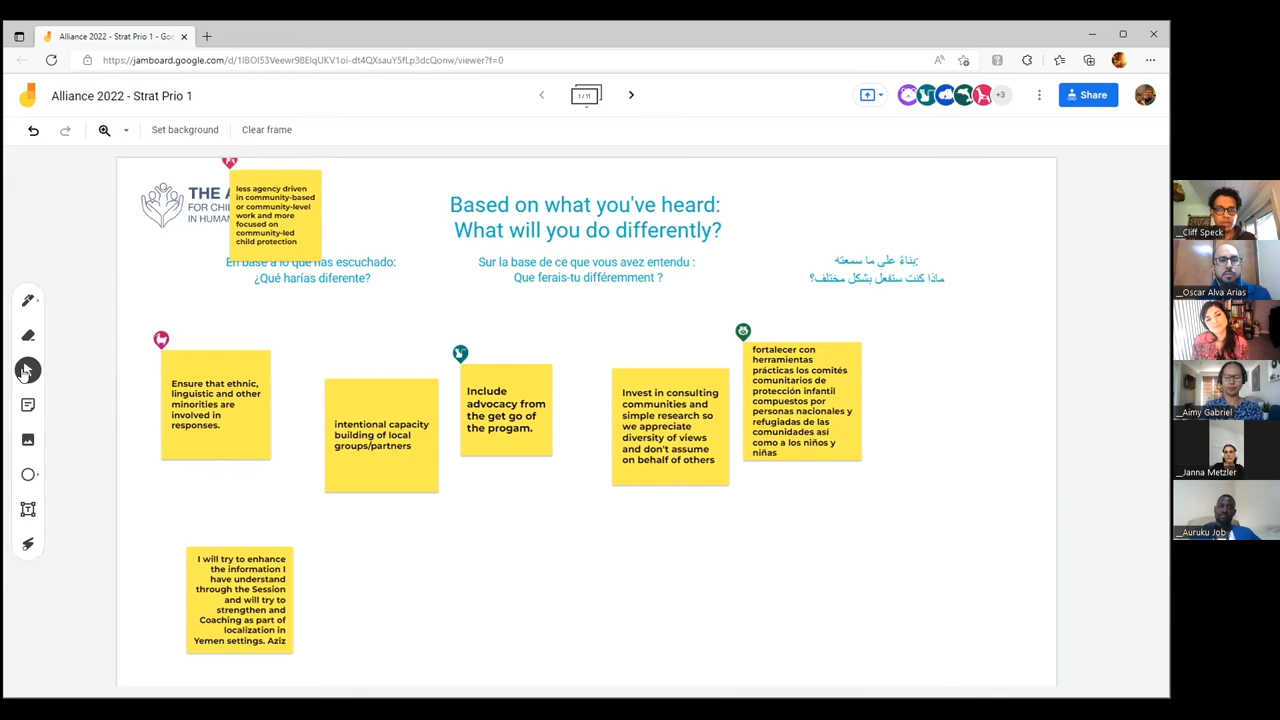 Alliance 2022 - Strat Prio 1 - Goo
https://jamboard.google.com/d/1lBOI53Veewr98ElqUKV1oi-dt4QXsauY5fLp3dcQonw/viewer?f=0
Alliance 2022 - Strat Prio 1
1 / 11
+3
Share
Set background
Clear frame
THE A
FOR CHI
IN HUMA
less agency driven
in community-based
or community-level
work and more
focused on
community-led
child protection
Based on what you've heard:
What will you do differently?
En base a lo que has escuchado:
¿Qué harías diferente?
Sur la base de ce que vous avez entendu :
Que ferais-tu différemment ?
بناءً على ما سمعته:
ماذا كنت ستفعل بشكل مختلف؟
Ensure that ethnic,
linguistic and other
minorities are
involved in
responses.
intentional capacity
building of local
groups/partners
Include
advocacy from
the get go of
the progam.
Invest in consulting
communities and
simple research so
we appreciate
diversity of views
and don't assume
on behalf of others
fortalecer con
herramientas
prácticas los comités
comunitarios de
protección infantil
compuestos por
personas nacionales y
refugiadas de las
comunidades así
como a los niños y
niñas
I will try to enhance
the information I
have understand
through the Session
and will try to
strengthen and
Coaching as part of
localization in
Yemen settings. Aziz
__Cliff Speck
__Oscar Alva Arias
__Aimy Gabriel
__Janna Metzler
__Auruku Job